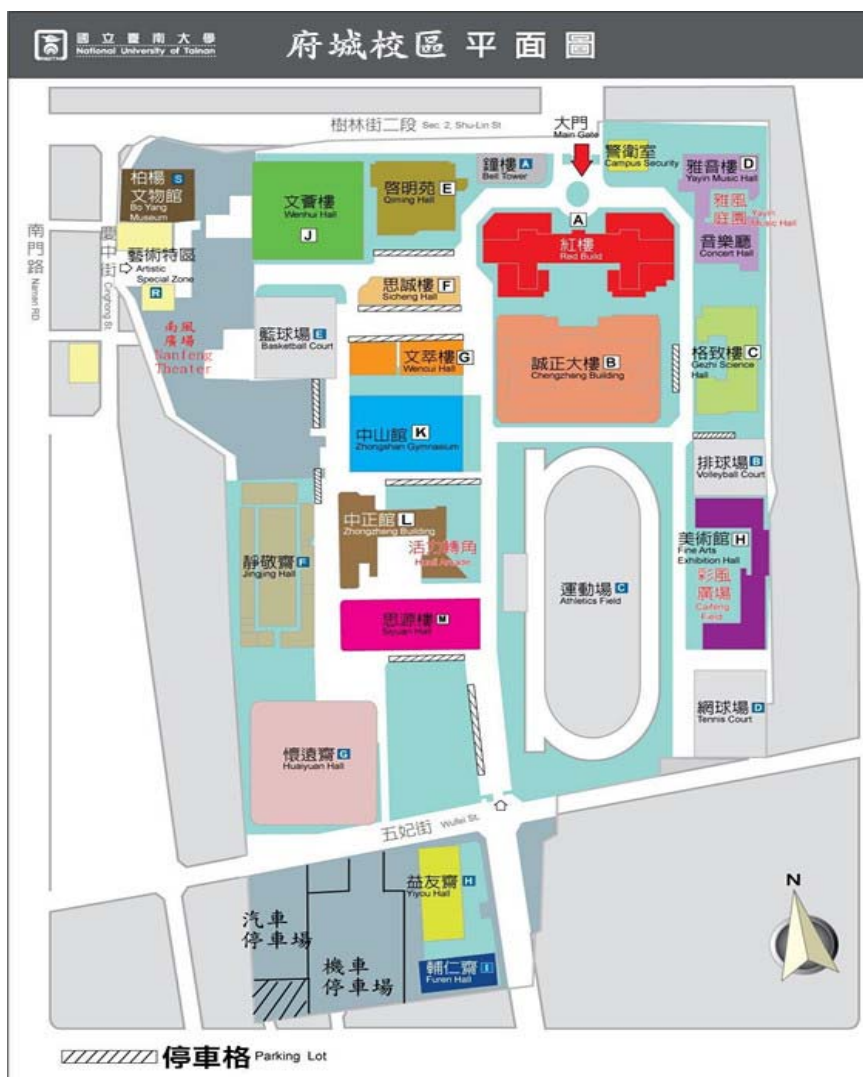 國立臺南大學
National University of Tainan
府城校區 平面圖
樹林街二段 Sec. 2, Shu-Lin St
大門
Main Gate
警衛室
Campus Security
鐘樓 A
Bell Tower
雅音樓 D
Yayin Music Hall
雅風
庭園
Yayin
Music Hall
音樂廳
Concert Hall
柏楊 S
文物館
Bo Yang
Museum
文薈樓
Wenhui Hall
J
啓明苑 E
Qiming Hall
A
紅樓
Red Build
南門路
Naman RD
慶中街
Cinghong St
藝術特區
Artistic
Special Zone
R
思誠樓 F
Sicheng Hall
南風
廣場
Nanfeng
Theater
籃球場 E
Basketball Court
文萃樓 G
Wencui Hall
誠正大樓 B
Chengzheng Building
格致樓 C
Gezhi Science
Hall
中山館 K
Zhongshan Gymnasium
排球場 B
Volleyball Court
中正館 L
Zhongzheng Building
活力轉角
靜敬齋 F
Jingjing Hall
運動場 C
Athletics Field
美術館 H
Fine Arts
Exhibition Hall
彩風
廣場
Caifeng
Field
思源樓 M
Siyuan Hall
網球場 D
Tennis Court
懷遠齋 G
Huaiyuan Hall
五妃街 Wufei St.
益友齋 H
Yiyou Hall
汽車
停車場
機車
停車場
輔仁齋 I
Furen Hall
N
停車格 Parking Lot